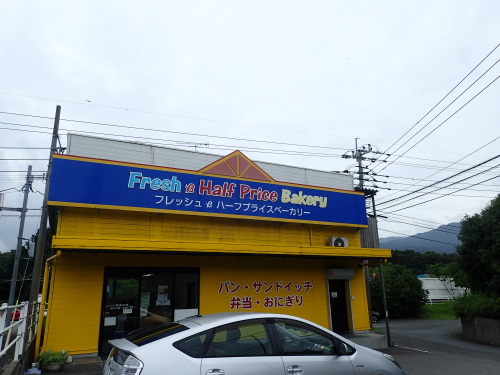 Fresh & Half Price Bakery
フレッシュ & ハーフプライスベーカリー
パン・サンドイッチ
弁当・おにぎり